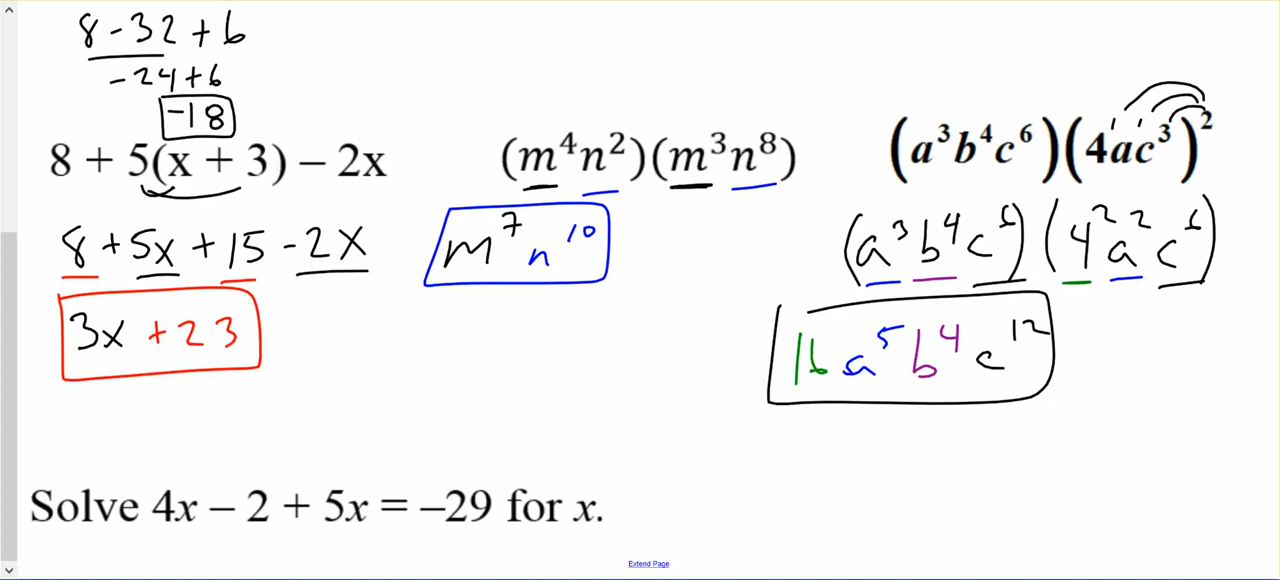 8 - 32 + 6
-24 + 6
-18
8 + 5(x + 3) – 2x
8 + 5x + 15 - 2x
3x + 23
(m⁴n²)(m³n⁸)
m⁷n¹⁰
(a³b⁴c⁶)(4¹a¹c³)²
(a³b⁴c⁶)(4²a²c⁶)
16a⁵b⁴c¹²
Solve 4x – 2 + 5x = –29 for x.
Extend Page